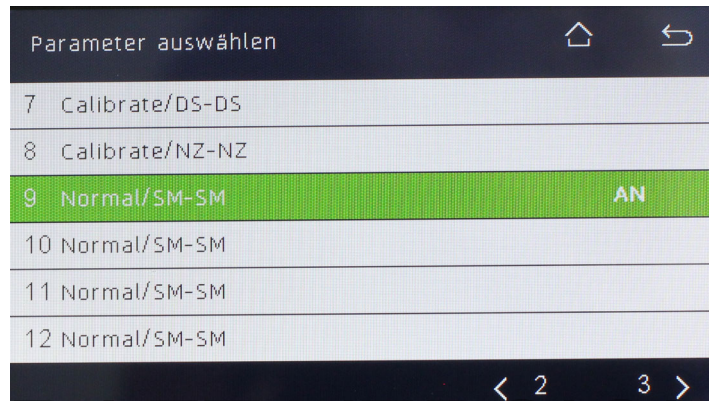 Parameter auswählen
7 Calibrate/DS-DS
8 Calibrate/NZ-NZ
9 Normal/SM-SM AN
10 Normal/SM-SM
11 Normal/SM-SM
12 Normal/SM-SM
< 2 3 >